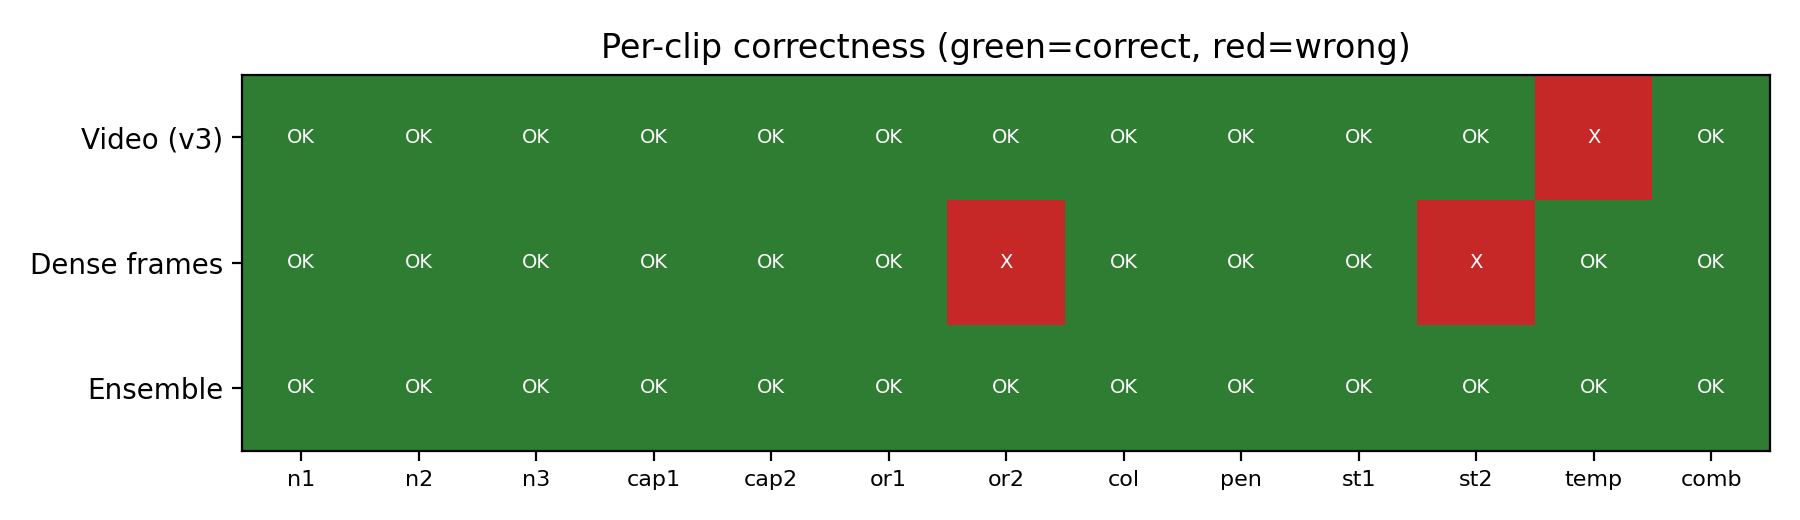 Per-clip correctness (green=correct, red=wrong)
Video (v3) OK OK OK OK OK OK OK OK OK OK OK X OK
Dense frames OK OK OK OK OK OK X OK OK OK X OK OK
Ensemble OK OK OK OK OK OK OK OK OK OK OK OK OK
n1 n2 n3 cap1 cap2 or1 or2 col pen st1 st2 temp comb